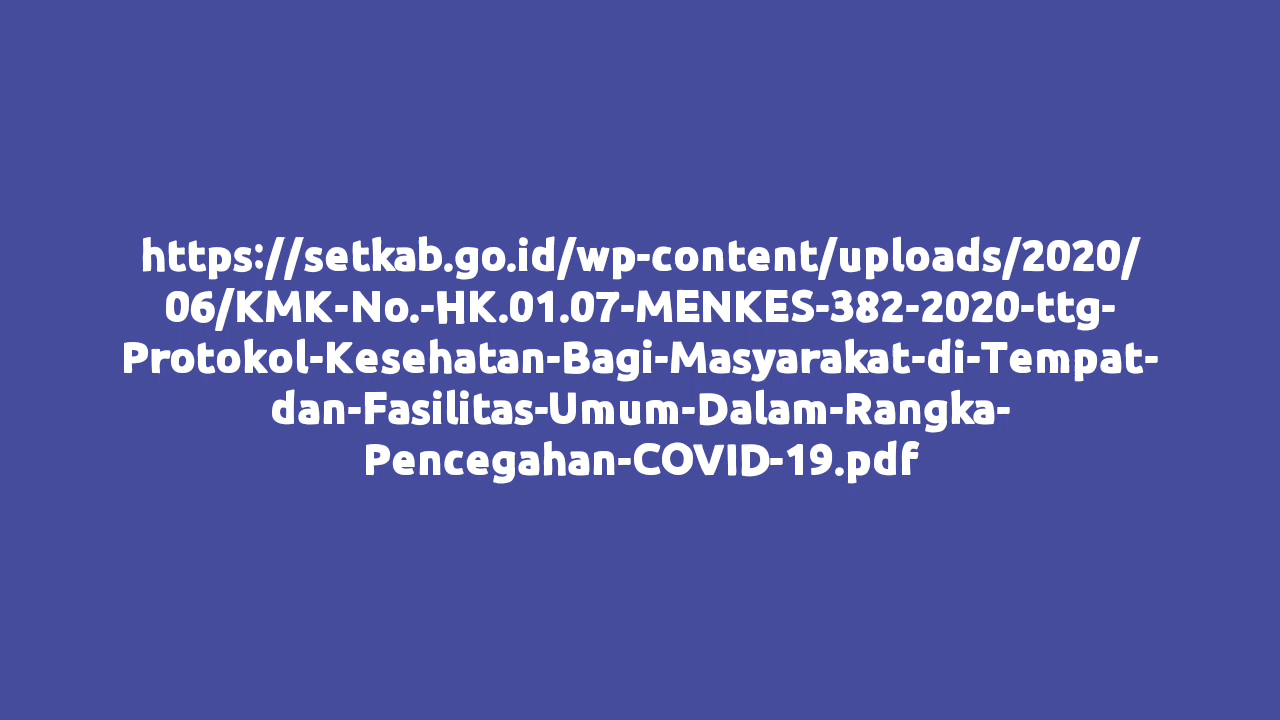 https://setkab.go.id/wp-content/uploads/2020/
06/KMK-No.-HK.01.07-MENKES-382-2020-ttg-
Protokol-Kesehatan-Bagi-Masyarakat-di-Tempat-
dan-Fasilitas-Umum-Dalam-Rangka-
Pencegahan-COVID-19.pdf